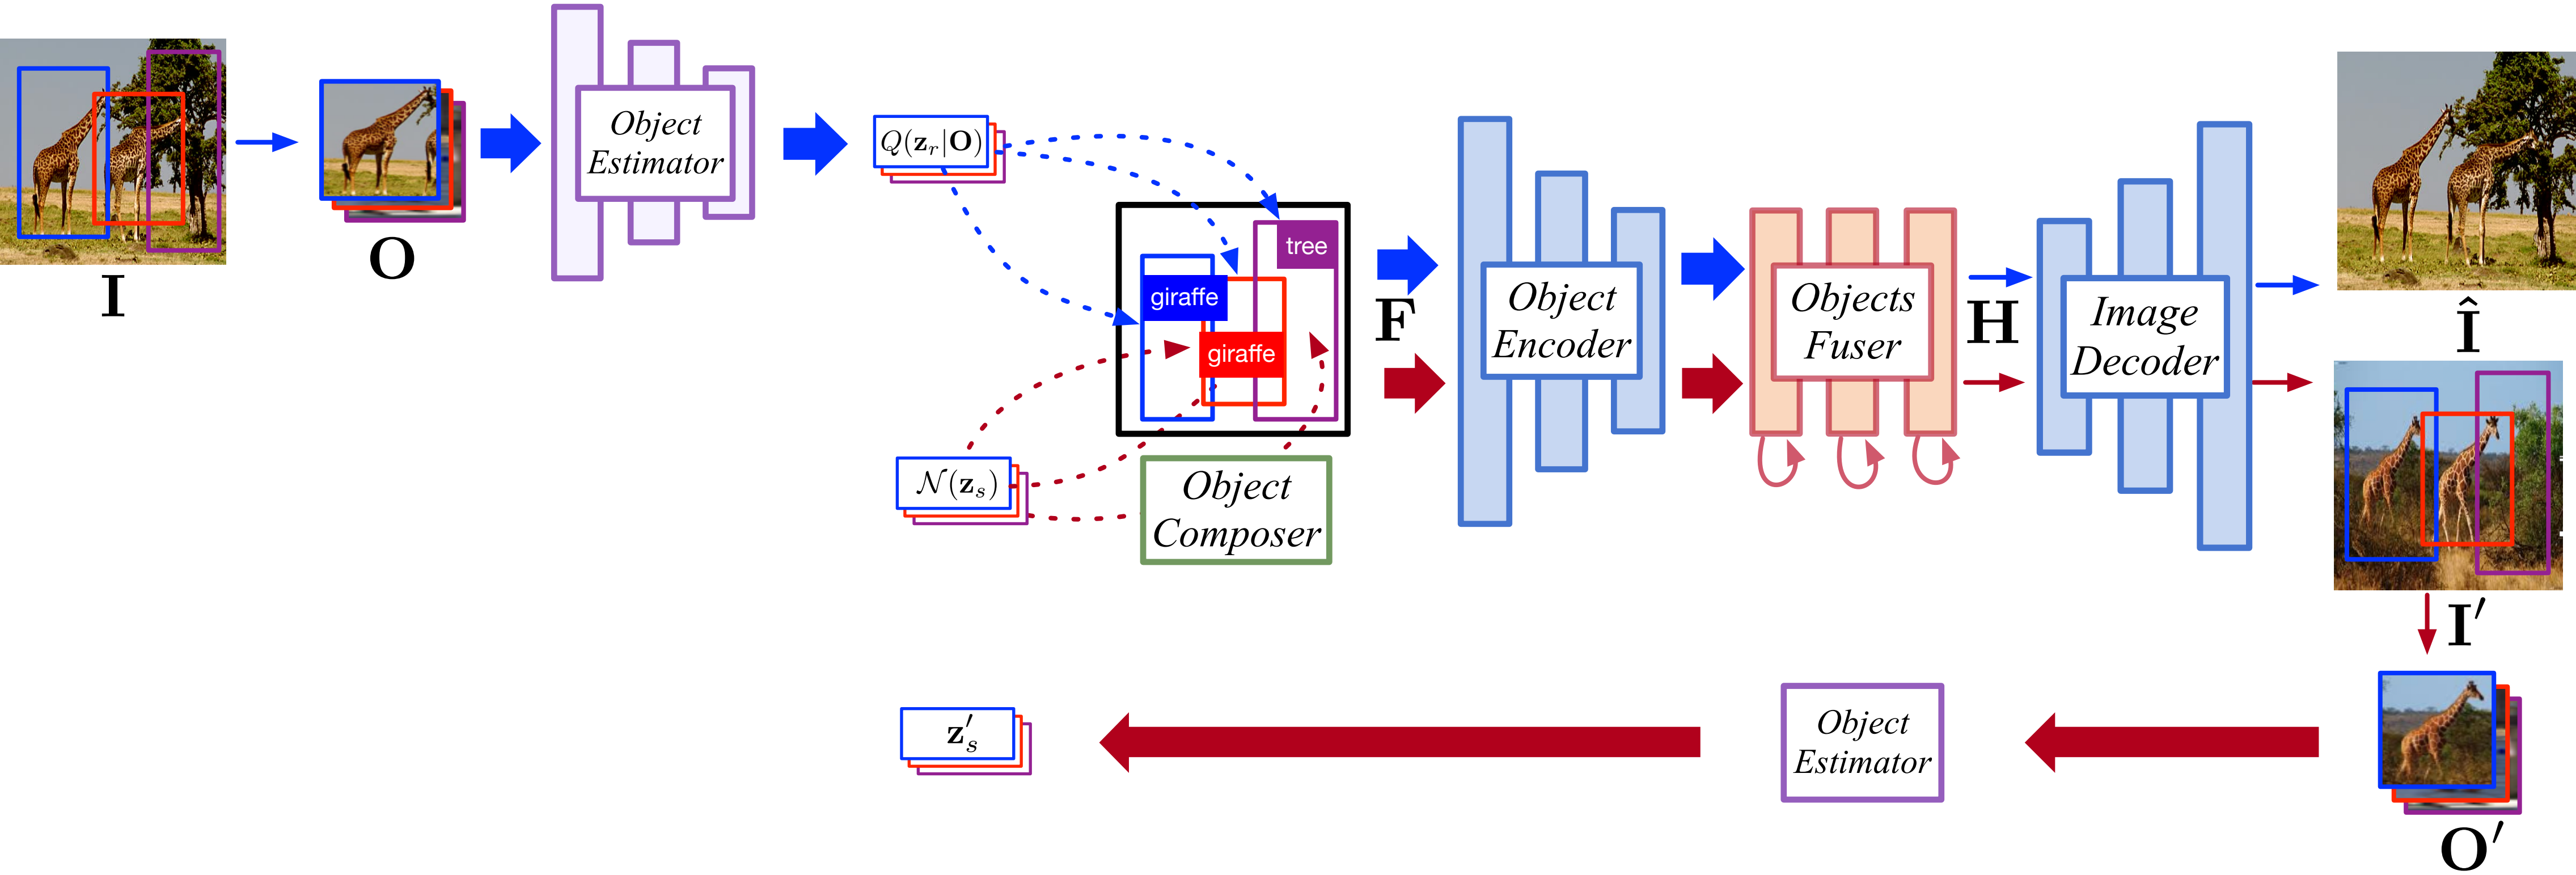 I
O
Object
Estimator
Q(z_r|O)
tree
giraffe
giraffe
N(z_s)
Object
Composer
F
Object
Encoder
Objects
Fuser
H
Image
Decoder
Î
I′
z′_s
Object
Estimator
O′